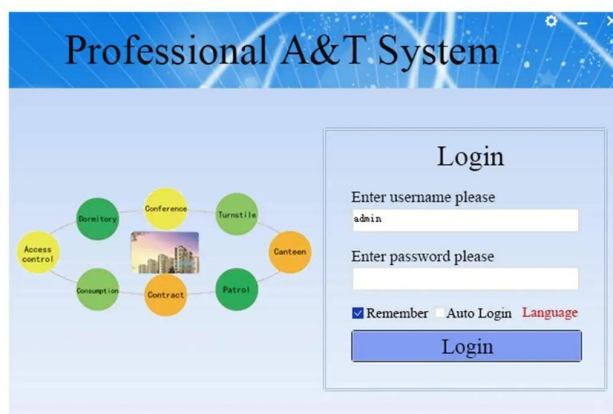 Professional A&T System
Login
Enter username please
admin
Enter password please
Remember
Auto Login
Language
Login
Conference
Dormitory
Turnstile
Access
control
Canteen
Consumption
Contract
Patrol